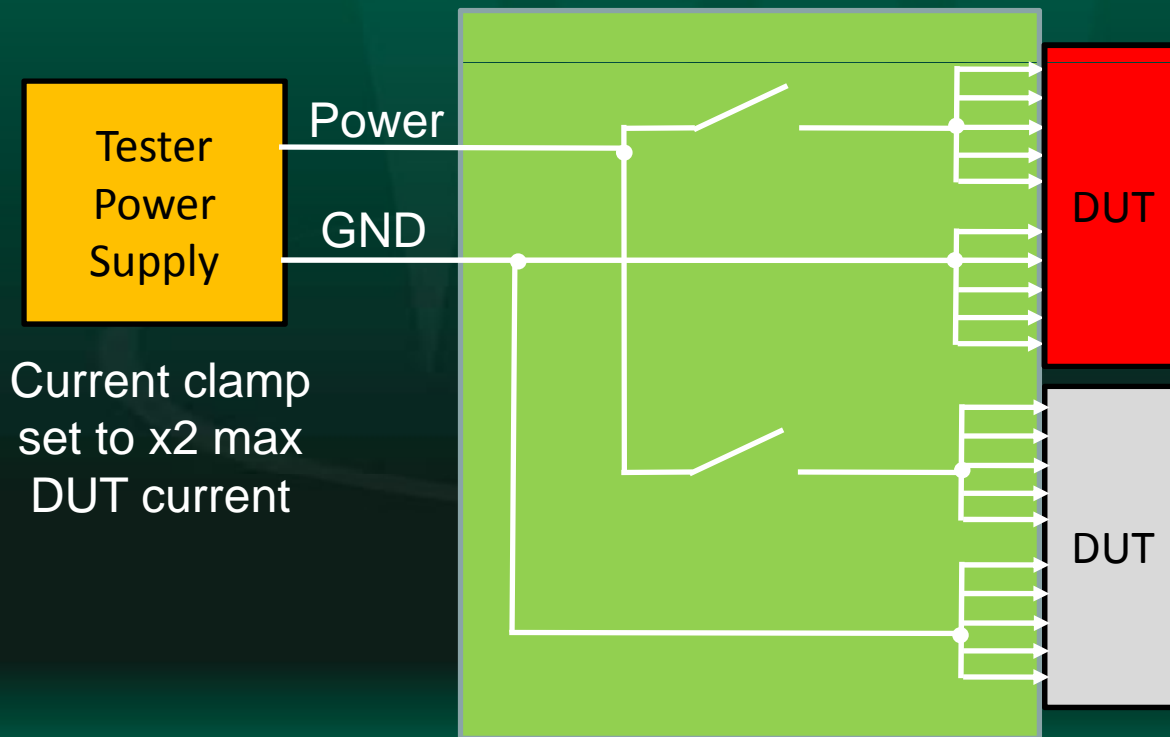 Tester
Power
Supply
Power
GND
Current clamp
set to x2 max
DUT current
DUT
DUT